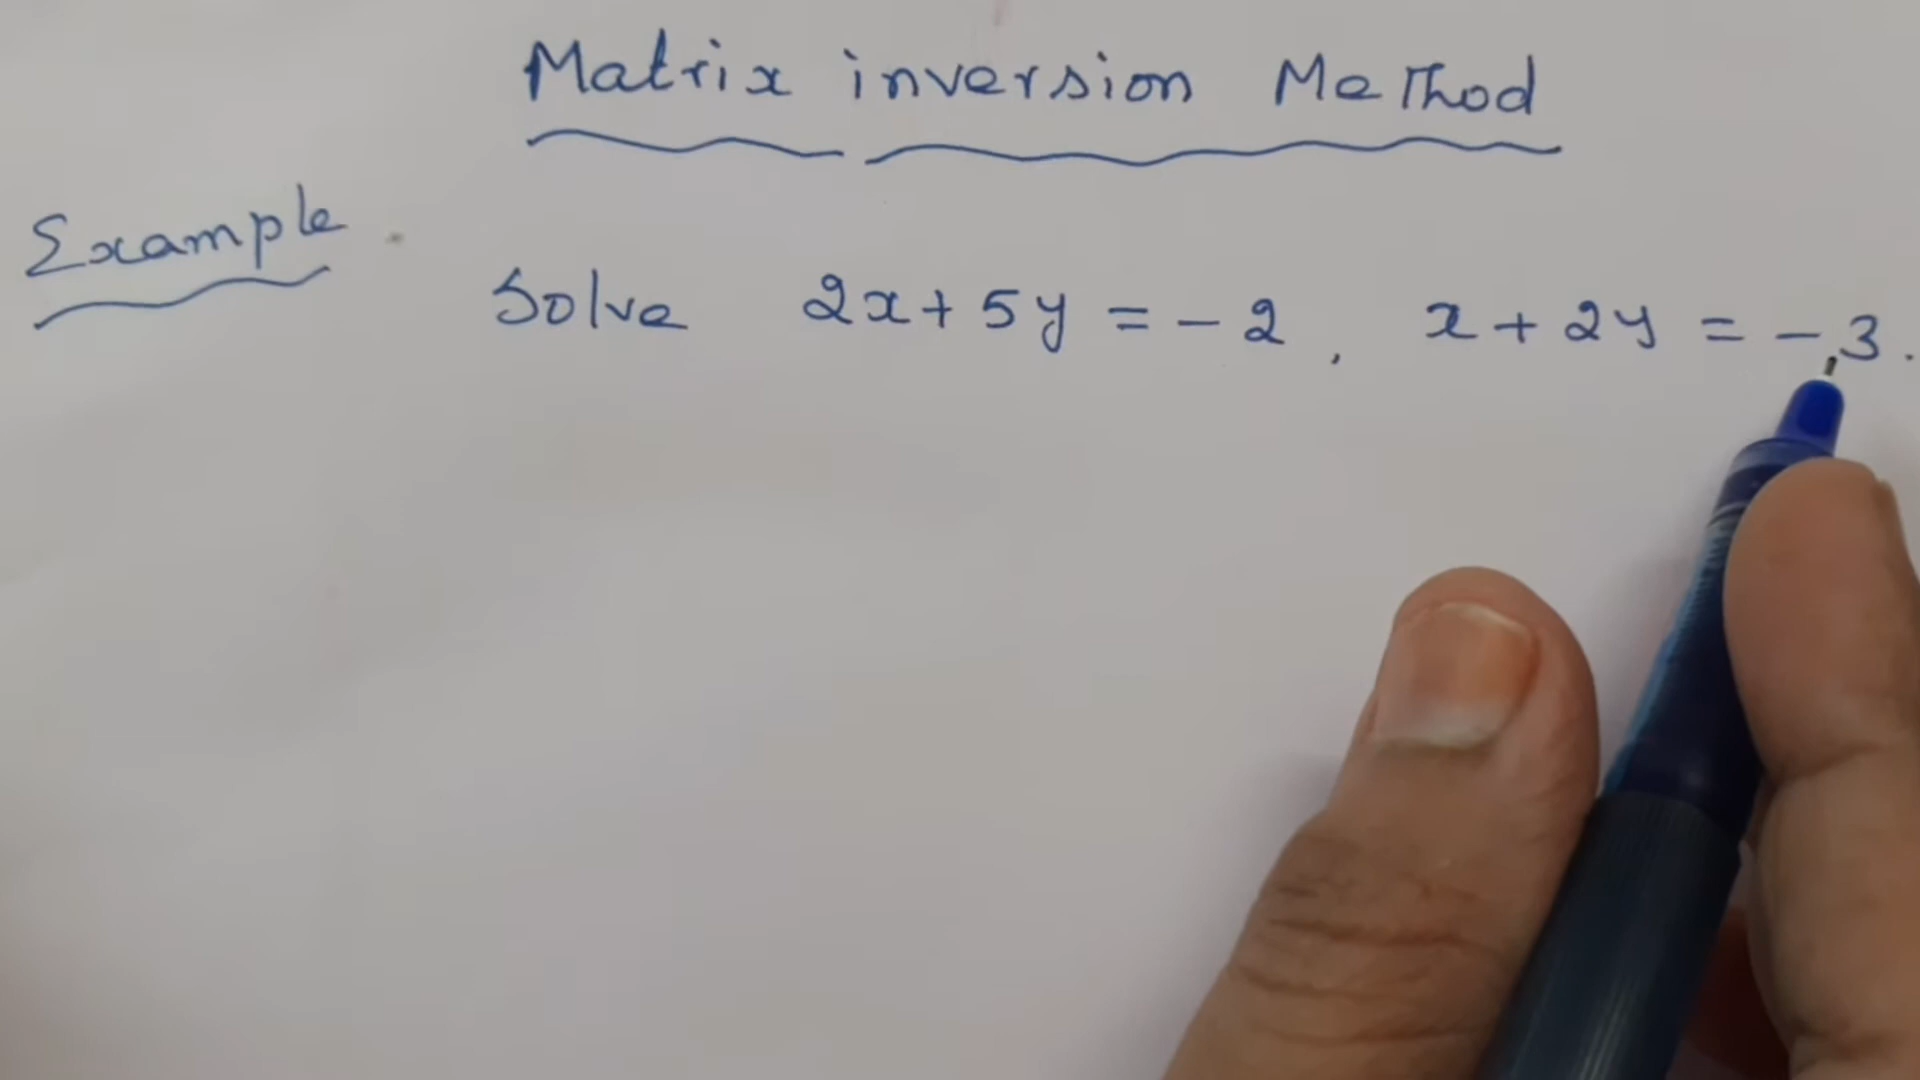 Matrix inversion Method
Example.
Solve 2x+5y=-2, x+2y=-3.